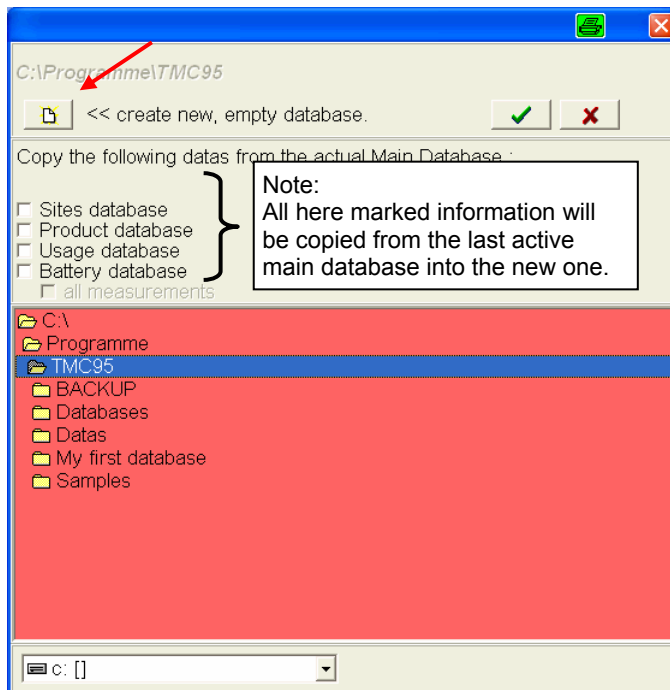 C:\Programme\TMC95
<< create new, empty database.
Copy the following datas from the actual Main Database :
Note:
All here marked information will
be copied from the last active
main database into the new one.
Sites database
Product database
Usage database
Battery database
all measurements
C:\
Programme
TMC95
BACKUP
Databases
Datas
My first database
Samples
c: []